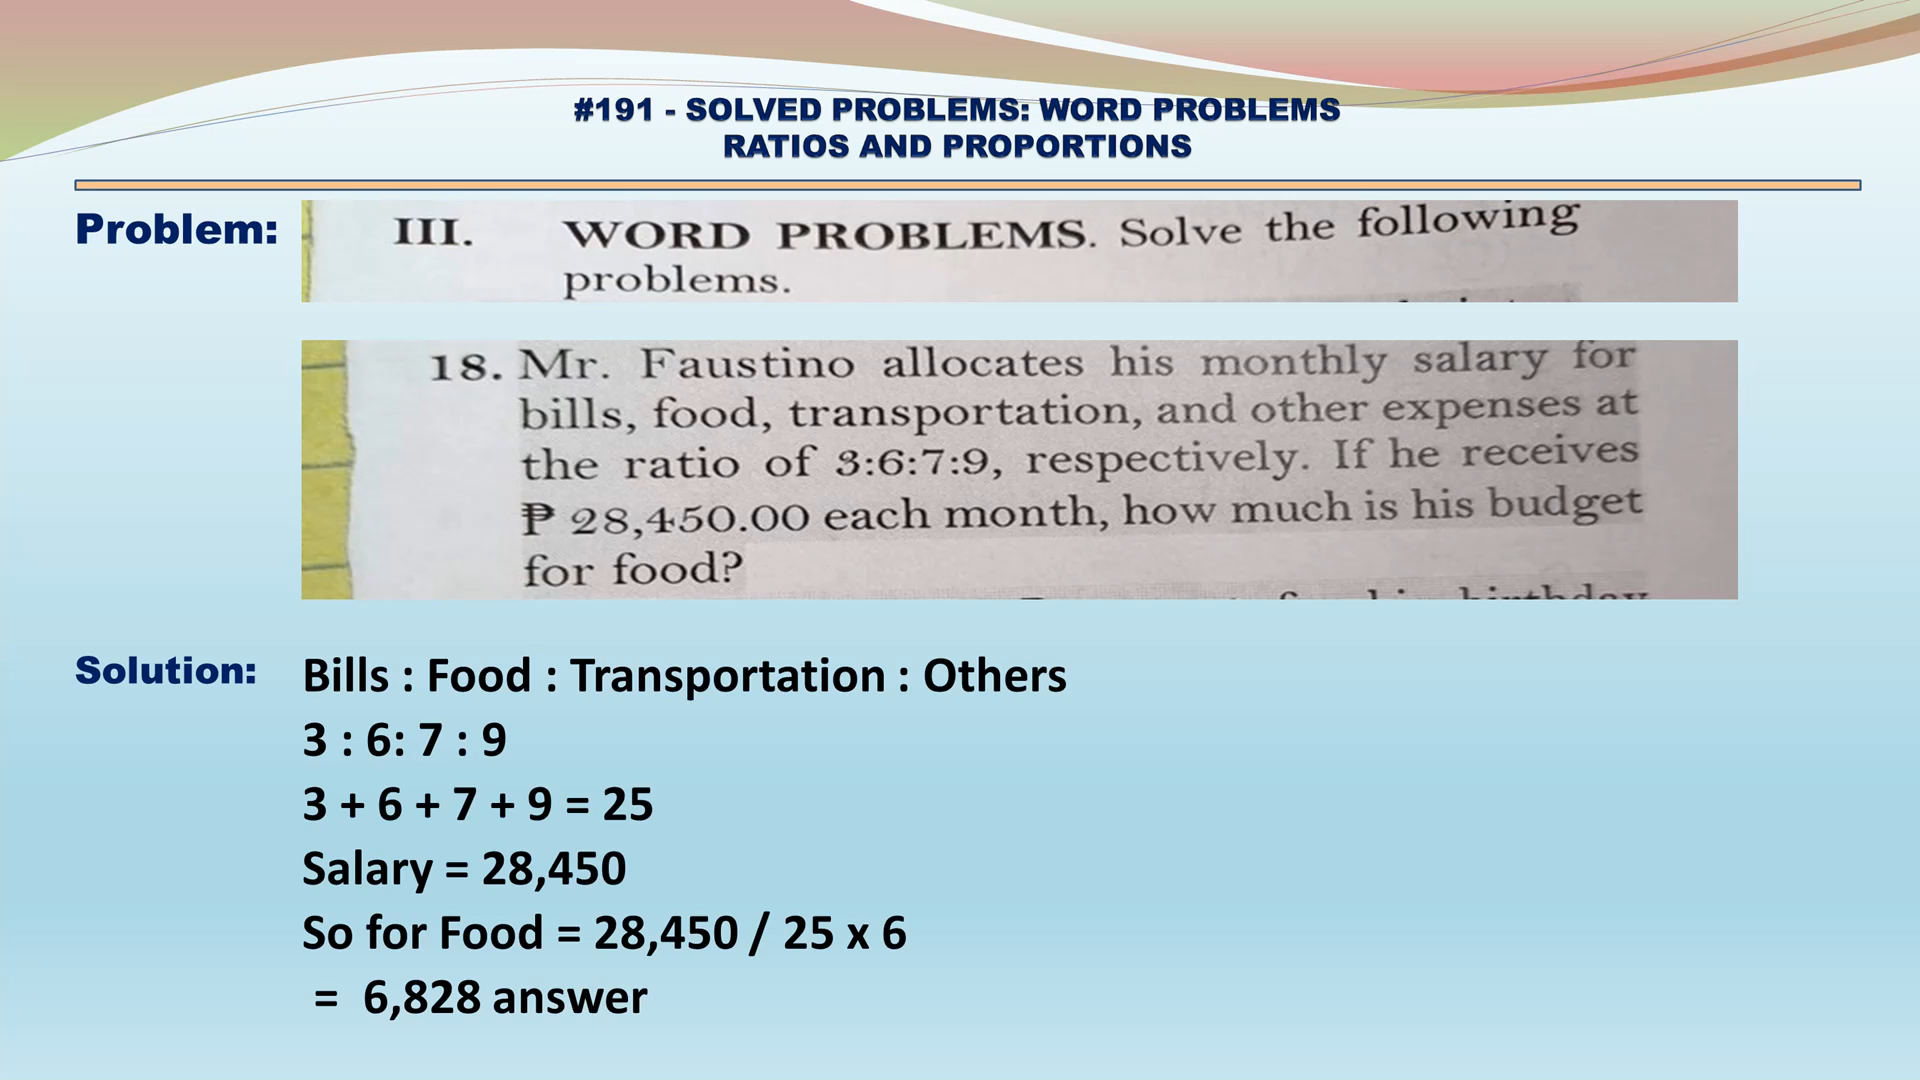 #191 - SOLVED PROBLEMS: WORD PROBLEMS
RATIOS AND PROPORTIONS
Problem:
III. WORD PROBLEMS. Solve the following
problems.
18. Mr. Faustino allocates his monthly salary for
bills, food, transportation, and other expenses at
the ratio of 3:6:7:9, respectively. If he receives
₱ 28,450.00 each month, how much is his budget
for food?
Solution:
Bills : Food : Transportation : Others
3 : 6: 7 : 9
3 + 6 + 7 + 9 = 25
Salary = 28,450
So for Food = 28,450 / 25 x 6
= 6,828 answer